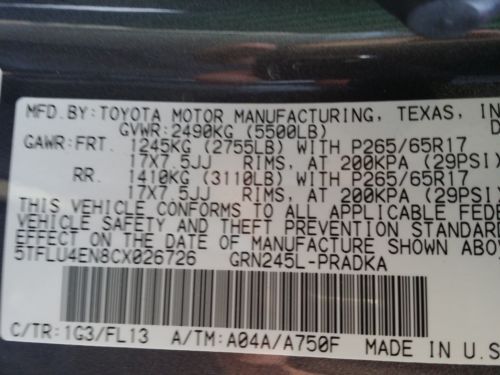 MFD.BY:TOYOTA MOTOR MANUFACTURING, TEXAS, IN
GVWR:2490KG (5500LB)
GAWR:FRT. 1245KG (2755LB) WITH P265/65R17
17X7.5JJ RIMS, AT 200KPA (29PSI)
RR. 1410KG (3110LB) WITH P265/65R17
17X7.5JJ RIMS, AT 200KPA (29PSI)
THIS VEHICLE CONFORMS TO ALL APPLICABLE FEDE
VEHICLE SAFETY AND THEFT PREVENTION STANDARD
EFFECT ON THE DATE OF MANUFACTURE SHOWN ABO
5TFLU4EN8CX026726 GRN245L-PRADKA
C/TR:1G3/FL13 A/TM:A04A/A750F MADE IN U.S